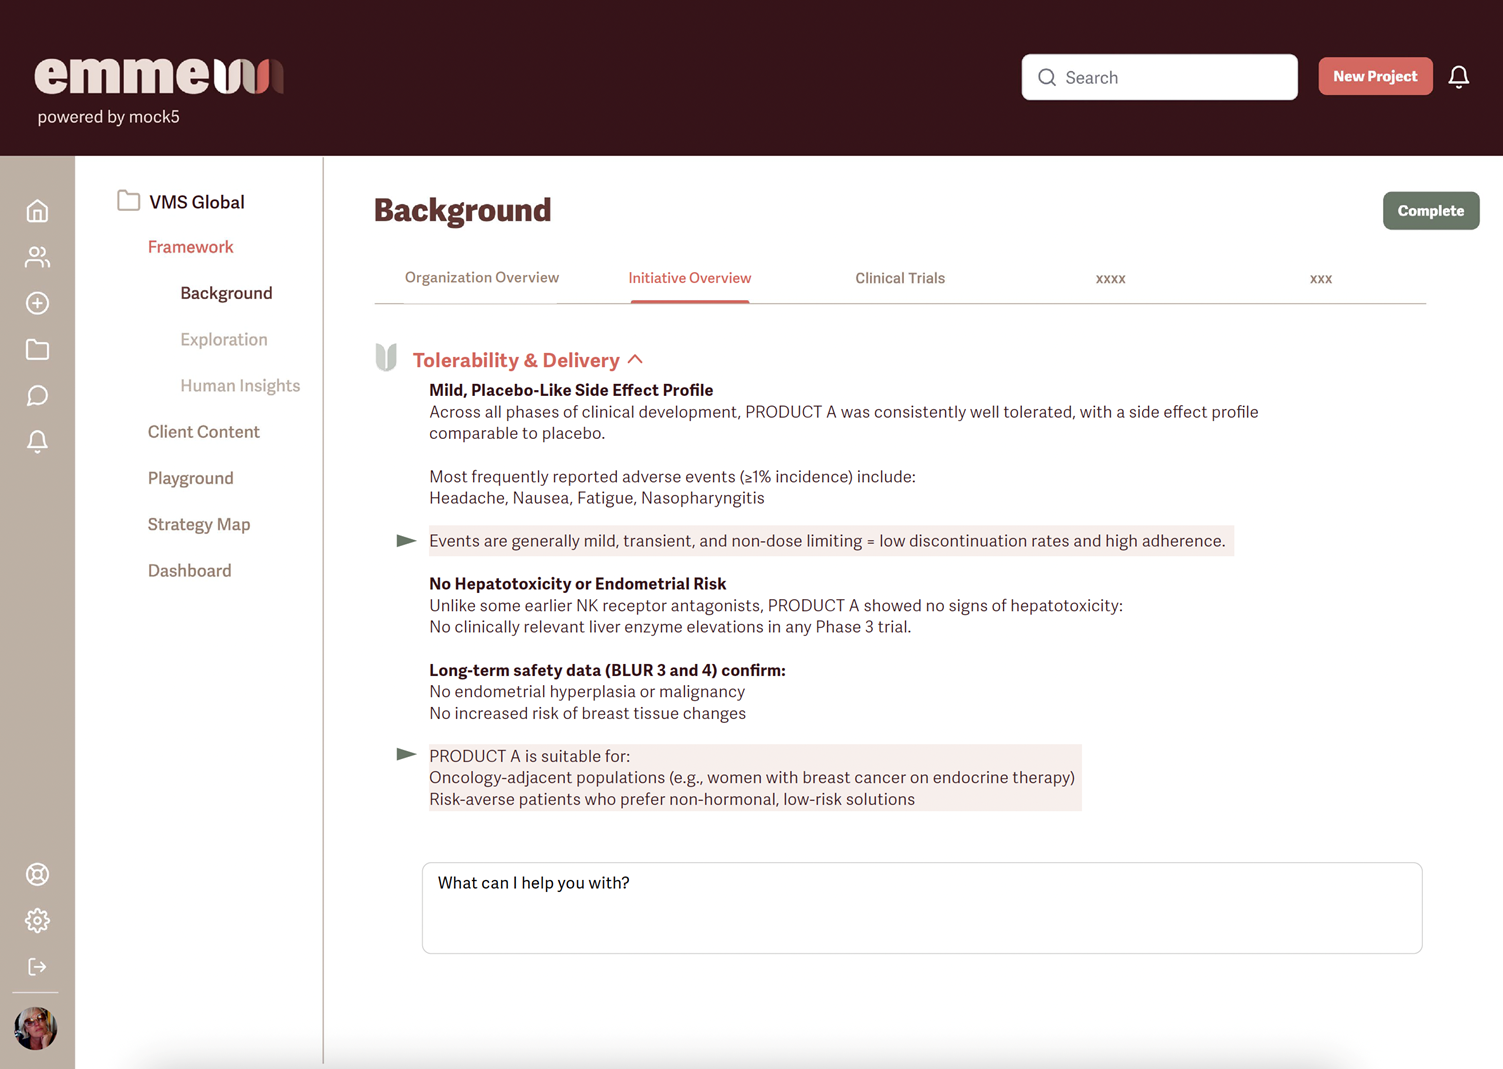 emme
powered by mock5
Search
New Project
VMS Global
Framework
Background
Exploration
Human Insights
Client Content
Playground
Strategy Map
Dashboard
Background
Complete
Organization Overview
Initiative Overview
Clinical Trials
xxxx
xxx
Tolerability & Delivery
Mild, Placebo-Like Side Effect Profile
Across all phases of clinical development, PRODUCT A was consistently well tolerated, with a side effect profile
comparable to placebo.
Most frequently reported adverse events (≥1% incidence) include:
Headache, Nausea, Fatigue, Nasopharyngitis
Events are generally mild, transient, and non-dose limiting = low discontinuation rates and high adherence.
No Hepatotoxicity or Endometrial Risk
Unlike some earlier NK receptor antagonists, PRODUCT A showed no signs of hepatotoxicity:
No clinically relevant liver enzyme elevations in any Phase 3 trial.
Long-term safety data (BLUR 3 and 4) confirm:
No endometrial hyperplasia or malignancy
No increased risk of breast tissue changes
PRODUCT A is suitable for:
Oncology-adjacent populations (e.g., women with breast cancer on endocrine therapy)
Risk-averse patients who prefer non-hormonal, low-risk solutions
What can I help you with?